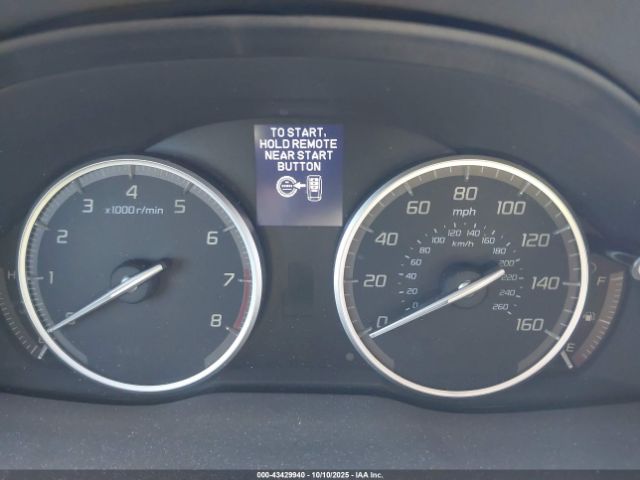 TO START,
HOLD REMOTE
NEAR START
BUTTON
x1000 r/min
0
1
2
3
4
5
6
7
8
H
C
mph
0
20
40
60
80
100
120
140
160
km/h
0
20
40
60
80
100
120
140
160
180
200
220
240
260
F
E
000-43429940 - 10/10/2025 - IAA Inc.